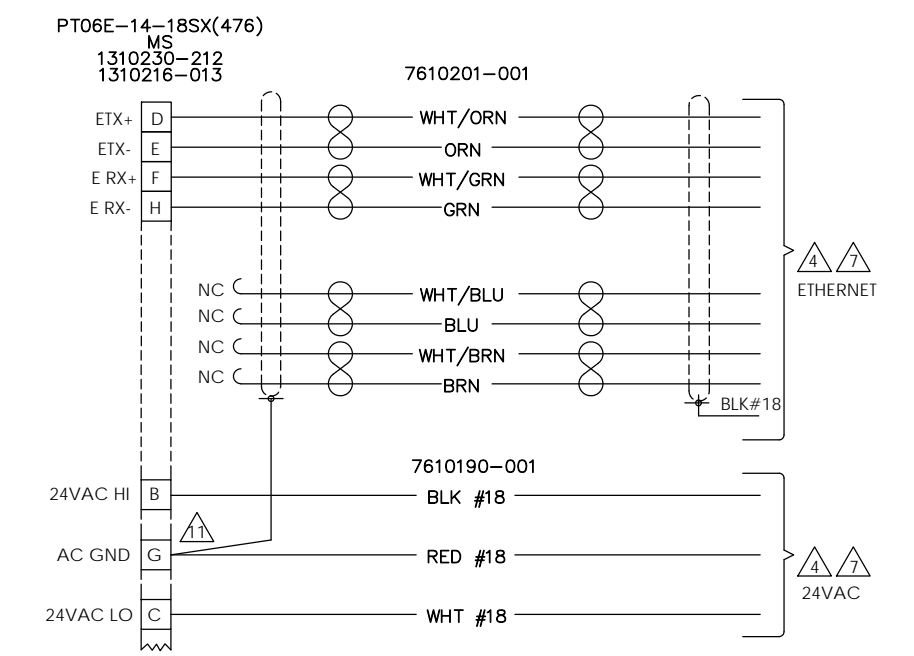 PT06E-14-18SX(476)
MS
1310230-212
1310216-013
7610201-001
ETX+ D WHT/ORN
ETX- E ORN
E RX+ F WHT/GRN
E RX- H GRN
4 7
ETHERNET
NC WHT/BLU
NC BLU
NC WHT/BRN
NC BRN
BLK#18
7610190-001
24VAC HI B BLK #18
11
AC GND G RED #18
4 7
24VAC
24VAC LO C WHT #18